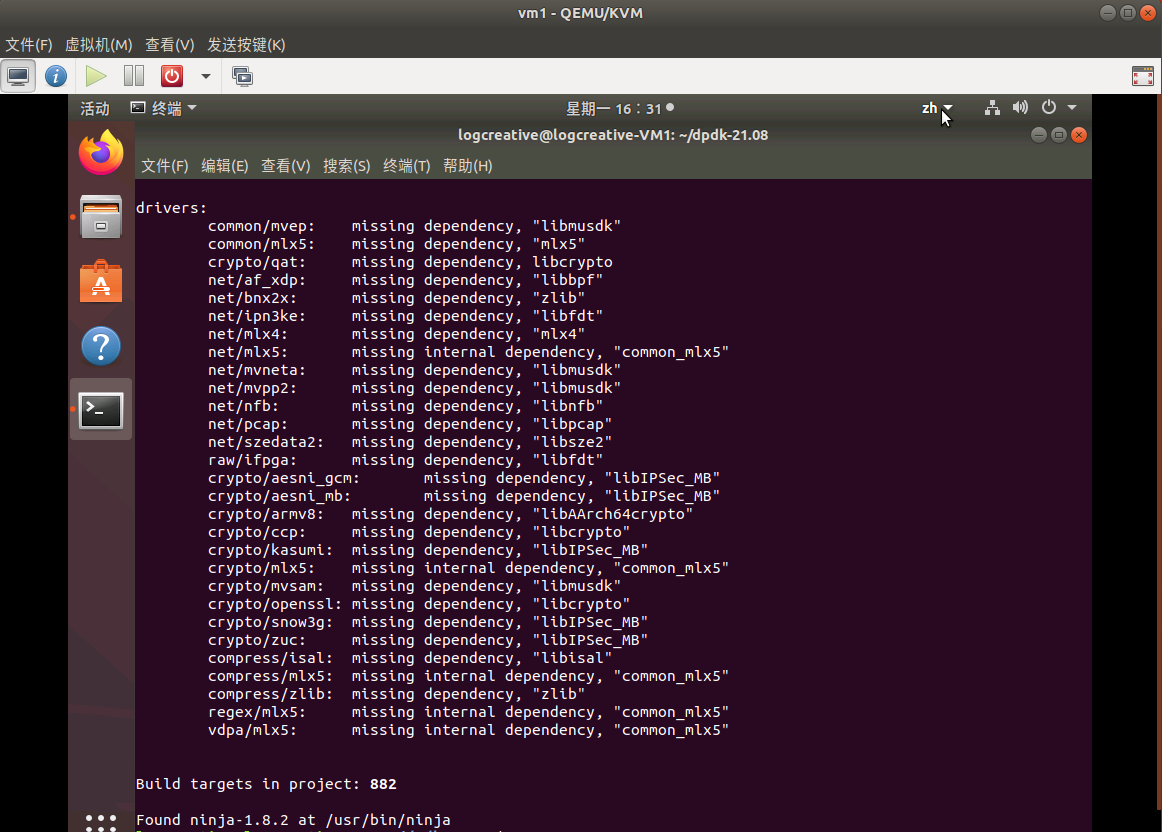 vm1 - QEMU/KVM
文件(F) 虚拟机(M) 查看(V) 发送按键(K)
活动 终端 星期一 16：31 zh
logcreative@logcreative-VM1: ~/dpdk-21.08
文件(F) 编辑(E) 查看(V) 搜索(S) 终端(T) 帮助(H)
drivers:
common/mvep: missing dependency, "libmusdk"
common/mlx5: missing dependency, "mlx5"
crypto/qat: missing dependency, libcrypto
net/af_xdp: missing dependency, "libbpf"
net/bnx2x: missing dependency, "zlib"
net/ipn3ke: missing dependency, "libfdt"
net/mlx4: missing dependency, "mlx4"
net/mlx5: missing internal dependency, "common_mlx5"
net/mvneta: missing dependency, "libmusdk"
net/mvpp2: missing dependency, "libmusdk"
net/nfb: missing dependency, "libnfb"
net/pcap: missing dependency, "libpcap"
net/szedata2: missing dependency, "libsze2"
raw/ifpga: missing dependency, "libfdt"
crypto/aesni_gcm: missing dependency, "libIPSec_MB"
crypto/aesni_mb: missing dependency, "libIPSec_MB"
crypto/armv8: missing dependency, "libAArch64crypto"
crypto/ccp: missing dependency, "libcrypto"
crypto/kasumi: missing dependency, "libIPSec_MB"
crypto/mlx5: missing internal dependency, "common_mlx5"
crypto/mvsam: missing dependency, "libmusdk"
crypto/openssl: missing dependency, "libcrypto"
crypto/snow3g: missing dependency, "libIPSec_MB"
crypto/zuc: missing dependency, "libIPSec_MB"
compress/isal: missing dependency, "libisal"
compress/mlx5: missing internal dependency, "common_mlx5"
compress/zlib: missing dependency, "zlib"
regex/mlx5: missing internal dependency, "common_mlx5"
vdpa/mlx5: missing internal dependency, "common_mlx5"
Build targets in project: 882
Found ninja-1.8.2 at /usr/bin/ninja